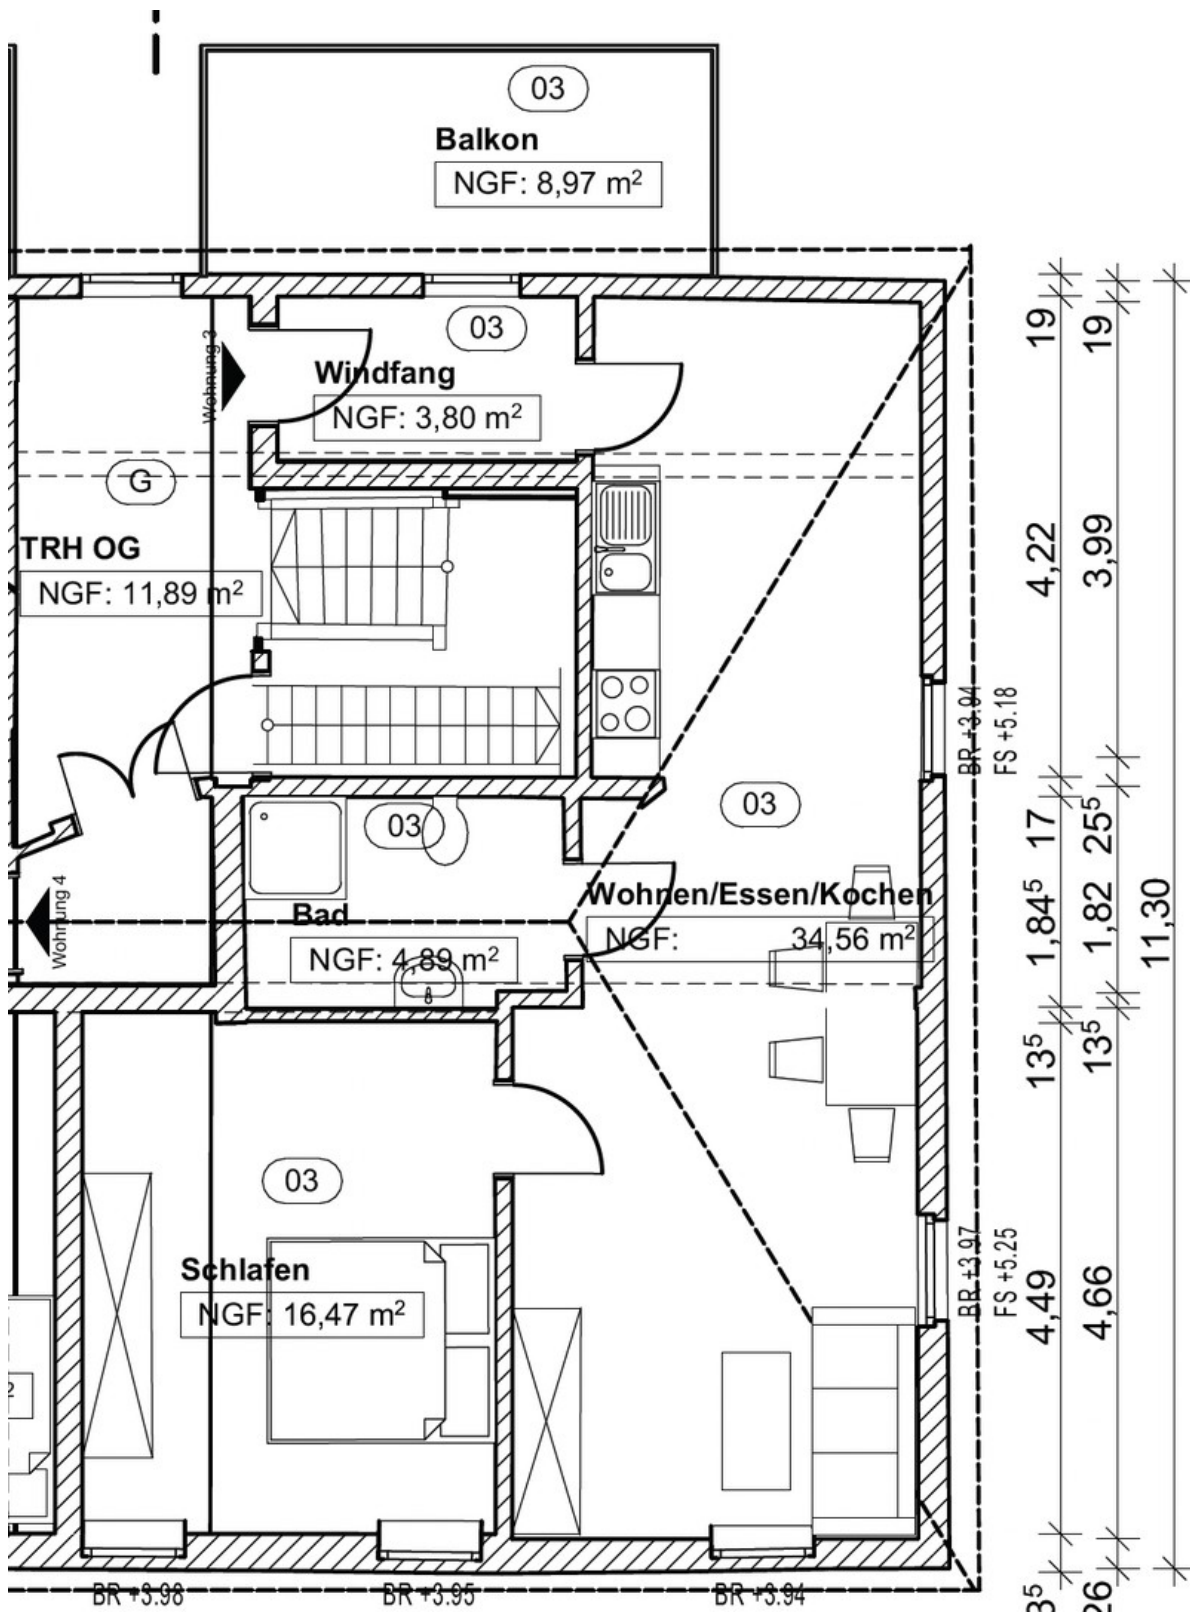 03
Balkon
NGF: 8,97 m²
03
Wohnung 3
Windfang
NGF: 3,80 m²
G
TRH OG
NGF: 11,89 m²
03
03
Wohnen/Essen/Kochen
NGF: 34,56 m²
Bad
NGF: 4,89 m²
Wohnung 4
03
Schlafen
NGF: 16,47 m²
2
BR +3.94
FS +5.18
BR +3.97
FS +5.25
19
4,22
17
1,84⁵
13⁵
4,49
19
3,99
25⁵
1,82
13⁵
4,66
26
11,30
BR +3.98
BR +3.95
BR +3.94